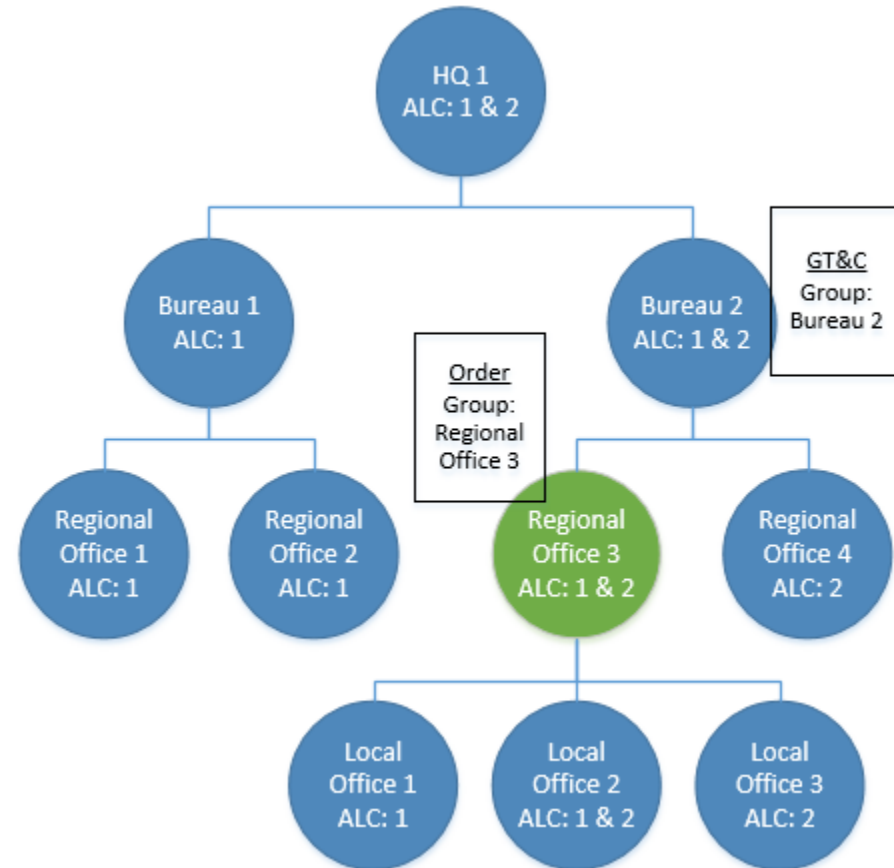 HQ 1
ALC: 1 & 2
Bureau 1
ALC: 1
Bureau 2
ALC: 1 & 2
GT&C
Group:
Bureau 2
Order
Group:
Regional
Office 3
Regional
Office 1
ALC: 1
Regional
Office 2
ALC: 1
Regional
Office 3
ALC: 1 & 2
Regional
Office 4
ALC: 2
Local
Office 1
ALC: 1
Local
Office 2
ALC: 1 & 2
Local
Office 3
ALC: 2